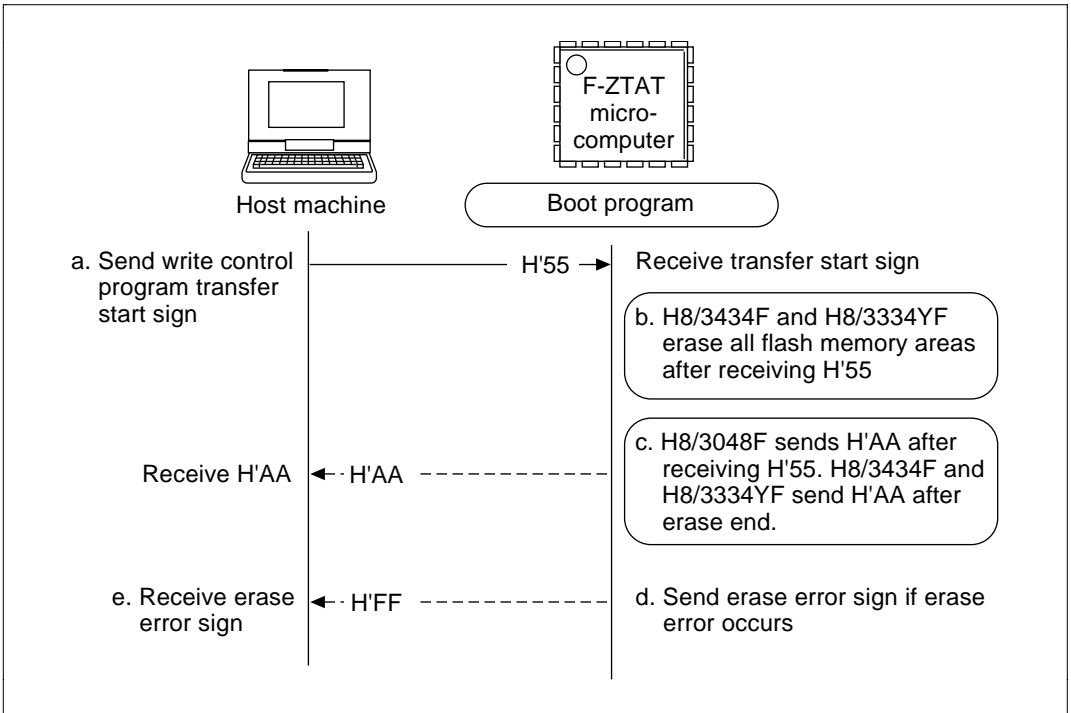 F-ZTAT
micro-
computer
Host machine
Boot program
a. Send write control
program transfer
start sign
H'55
Receive transfer start sign
b. H8/3434F and H8/3334YF
erase all flash memory areas
after receiving H'55
c. H8/3048F sends H'AA after
receiving H'55. H8/3434F and
H8/3334YF send H'AA after
erase end.
Receive H'AA
H'AA
e. Receive erase
error sign
H'FF
d. Send erase error sign if erase
error occurs